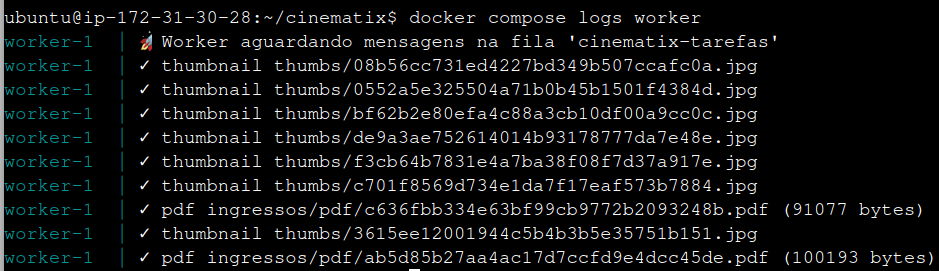 ubuntu@ip-172-31-30-28:~/cinematix$ docker compose logs worker
worker-1 | 🚀 Worker aguardando mensagens na fila 'cinematix-tarefas'
worker-1 | ✓ thumbnail thumbs/08b56cc731ed4227bd349b507ccafc0a.jpg
worker-1 | ✓ thumbnail thumbs/0552a5e325504a71b0b45b1501f4384d.jpg
worker-1 | ✓ thumbnail thumbs/bf62b2e80efa4c88a3cb10df00a9cc0c.jpg
worker-1 | ✓ thumbnail thumbs/de9a3ae752614014b93178777da7e48e.jpg
worker-1 | ✓ thumbnail thumbs/f3cb64b7831e4a7ba38f08f7d37a917e.jpg
worker-1 | ✓ thumbnail thumbs/c701f8569d734e1da7f17eaf573b7884.jpg
worker-1 | ✓ pdf ingressos/pdf/c636fbb334e63bf99cb9772b2093248b.pdf (91077 bytes)
worker-1 | ✓ thumbnail thumbs/3615ee12001944c5b4b3b5e35751b151.jpg
worker-1 | ✓ pdf ingressos/pdf/ab5d85b27aa4ac17d7ccfd9e4dcc45de.pdf (100193 bytes)